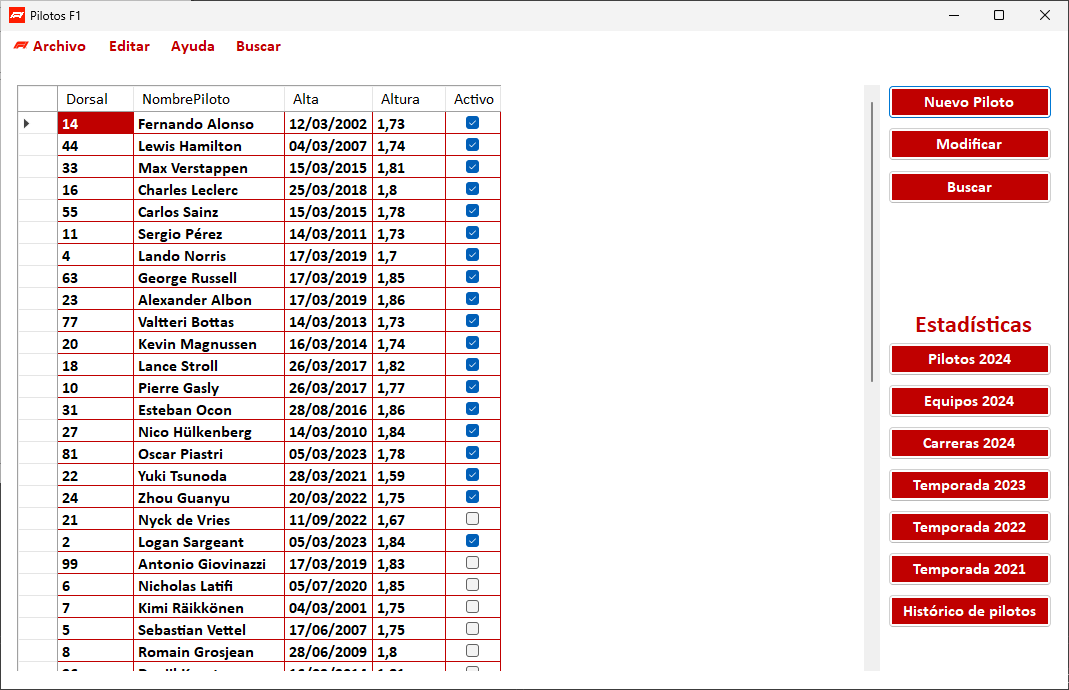 Pilotos F1
Archivo Editar Ayuda Buscar
Dorsal NombrePiloto Alta Altura Activo
14 Fernando Alonso 12/03/2002 1,73
44 Lewis Hamilton 04/03/2007 1,74
33 Max Verstappen 15/03/2015 1,81
16 Charles Leclerc 25/03/2018 1,8
55 Carlos Sainz 15/03/2015 1,78
11 Sergio Pérez 14/03/2011 1,73
4 Lando Norris 17/03/2019 1,7
63 George Russell 17/03/2019 1,85
23 Alexander Albon 17/03/2019 1,86
77 Valtteri Bottas 14/03/2013 1,73
20 Kevin Magnussen 16/03/2014 1,74
18 Lance Stroll 26/03/2017 1,82
10 Pierre Gasly 26/03/2017 1,77
31 Esteban Ocon 28/08/2016 1,86
27 Nico Hülkenberg 14/03/2010 1,84
81 Oscar Piastri 05/03/2023 1,78
22 Yuki Tsunoda 28/03/2021 1,59
24 Zhou Guanyu 20/03/2022 1,75
21 Nyck de Vries 11/09/2022 1,67
2 Logan Sargeant 05/03/2023 1,84
99 Antonio Giovinazzi 17/03/2019 1,83
6 Nicholas Latifi 05/07/2020 1,85
7 Kimi Räikkönen 04/03/2001 1,75
5 Sebastian Vettel 17/06/2007 1,75
8 Romain Grosjean 28/06/2009 1,8
Nuevo Piloto
Modificar
Buscar
Estadísticas
Pilotos 2024
Equipos 2024
Carreras 2024
Temporada 2023
Temporada 2022
Temporada 2021
Histórico de pilotos